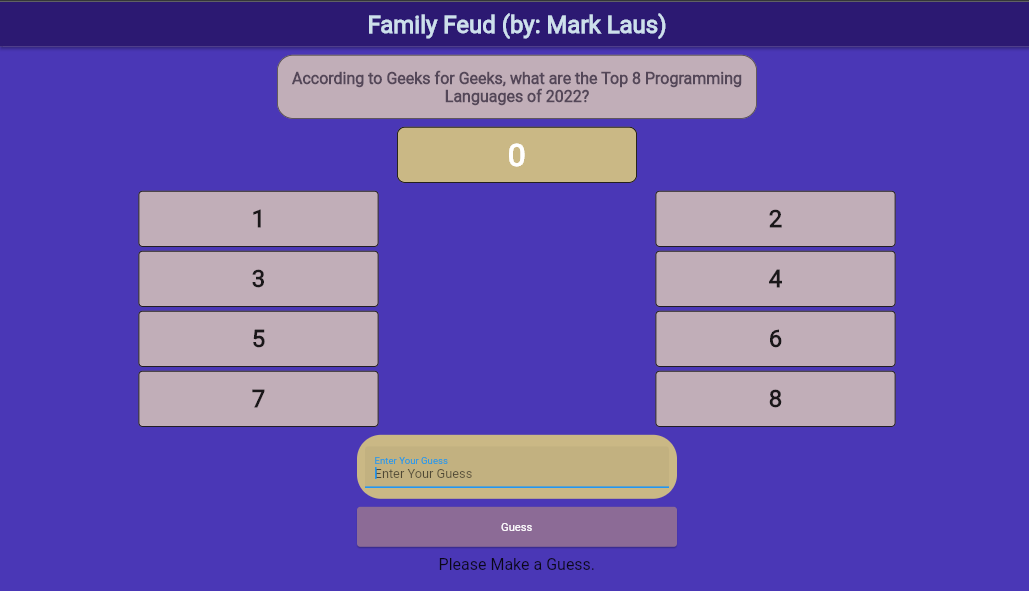 Family Feud (by: Mark Laus)
According to Geeks for Geeks, what are the Top 8 Programming
Languages of 2022?
0
1
2
3
4
5
6
7
8
Enter Your Guess
Enter Your Guess
Guess
Please Make a Guess.